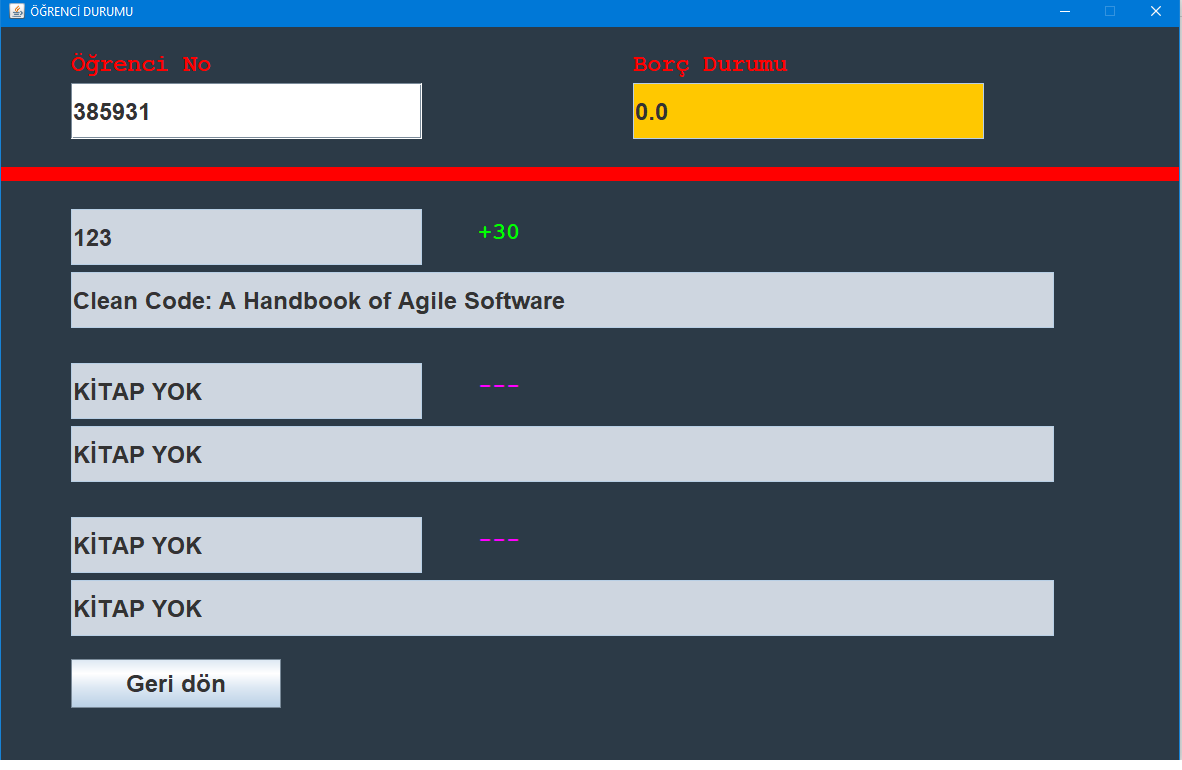 ÖĞRENCİ DURUMU
Öğrenci No
Borç Durumu
385931
0.0
123
+30
Clean Code: A Handbook of Agile Software
KİTAP YOK
---
KİTAP YOK
KİTAP YOK
---
KİTAP YOK
Geri dön